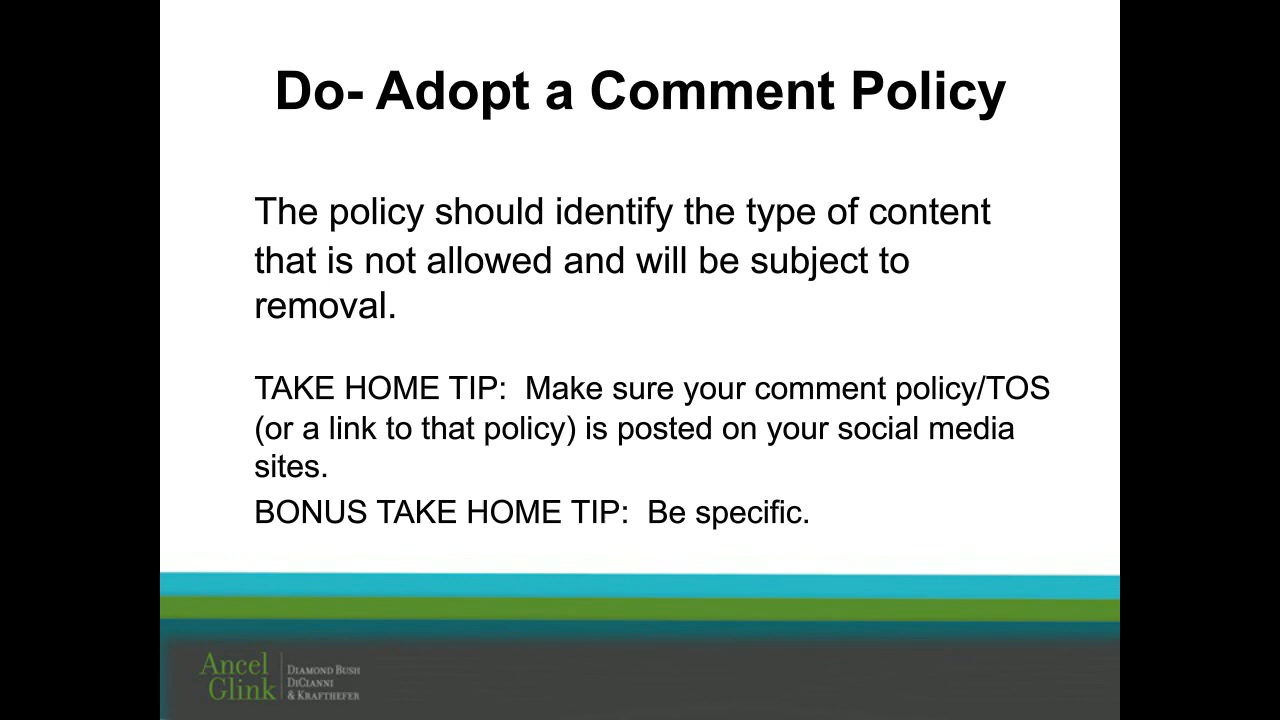 Do- Adopt a Comment Policy
The policy should identify the type of content
that is not allowed and will be subject to
removal.
TAKE HOME TIP:  Make sure your comment policy/TOS
(or a link to that policy) is posted on your social media
sites.
BONUS TAKE HOME TIP:  Be specific.
Ancel
Glink
DIAMOND BUSH
DICIANNI
& KRAFTHEFER